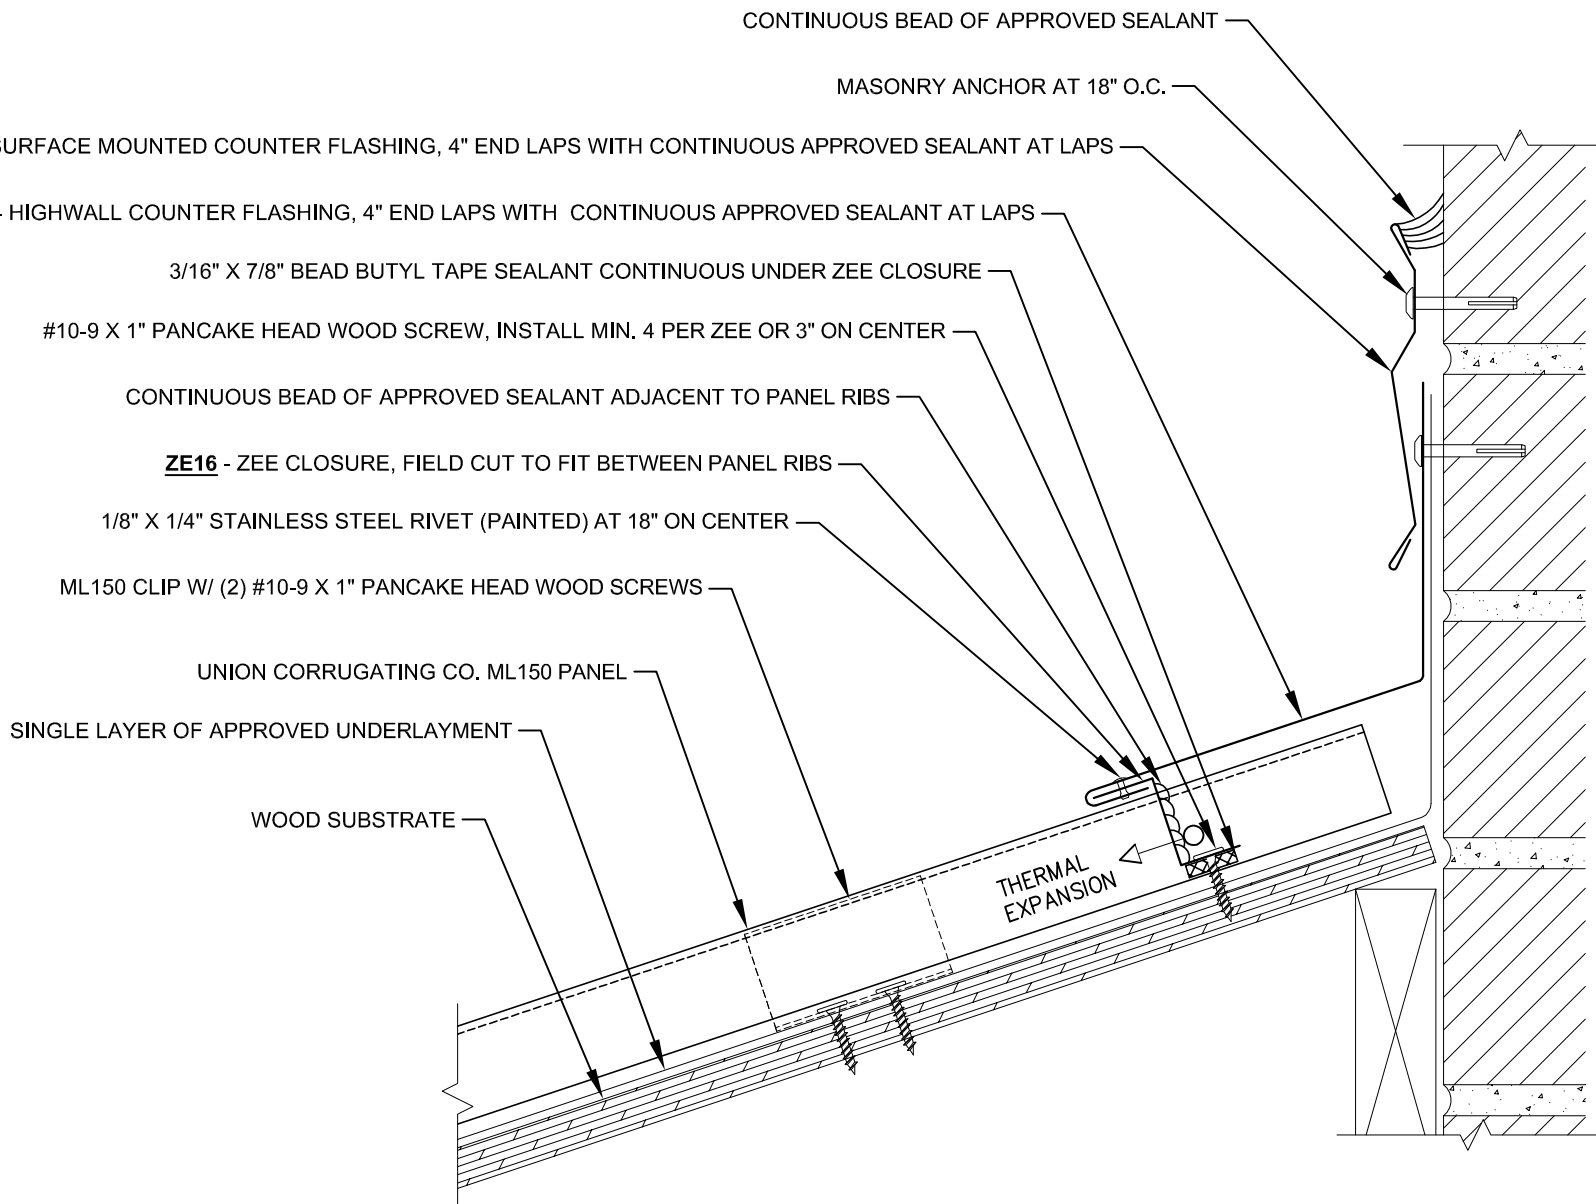 CONTINUOUS BEAD OF APPROVED SEALANT
MASONRY ANCHOR AT 18" O.C.
SURFACE MOUNTED COUNTER FLASHING, 4" END LAPS WITH CONTINUOUS APPROVED SEALANT AT LAPS
- HIGHWALL COUNTER FLASHING, 4" END LAPS WITH CONTINUOUS APPROVED SEALANT AT LAPS
3/16" X 7/8" BEAD BUTYL TAPE SEALANT CONTINUOUS UNDER ZEE CLOSURE
#10-9 X 1" PANCAKE HEAD WOOD SCREW, INSTALL MIN. 4 PER ZEE OR 3" ON CENTER
CONTINUOUS BEAD OF APPROVED SEALANT ADJACENT TO PANEL RIBS
ZE16 - ZEE CLOSURE, FIELD CUT TO FIT BETWEEN PANEL RIBS
1/8" X 1/4" STAINLESS STEEL RIVET (PAINTED) AT 18" ON CENTER
ML150 CLIP W/ (2) #10-9 X 1" PANCAKE HEAD WOOD SCREWS
UNION CORRUGATING CO. ML150 PANEL
SINGLE LAYER OF APPROVED UNDERLAYMENT
WOOD SUBSTRATE
THERMAL
EXPANSION